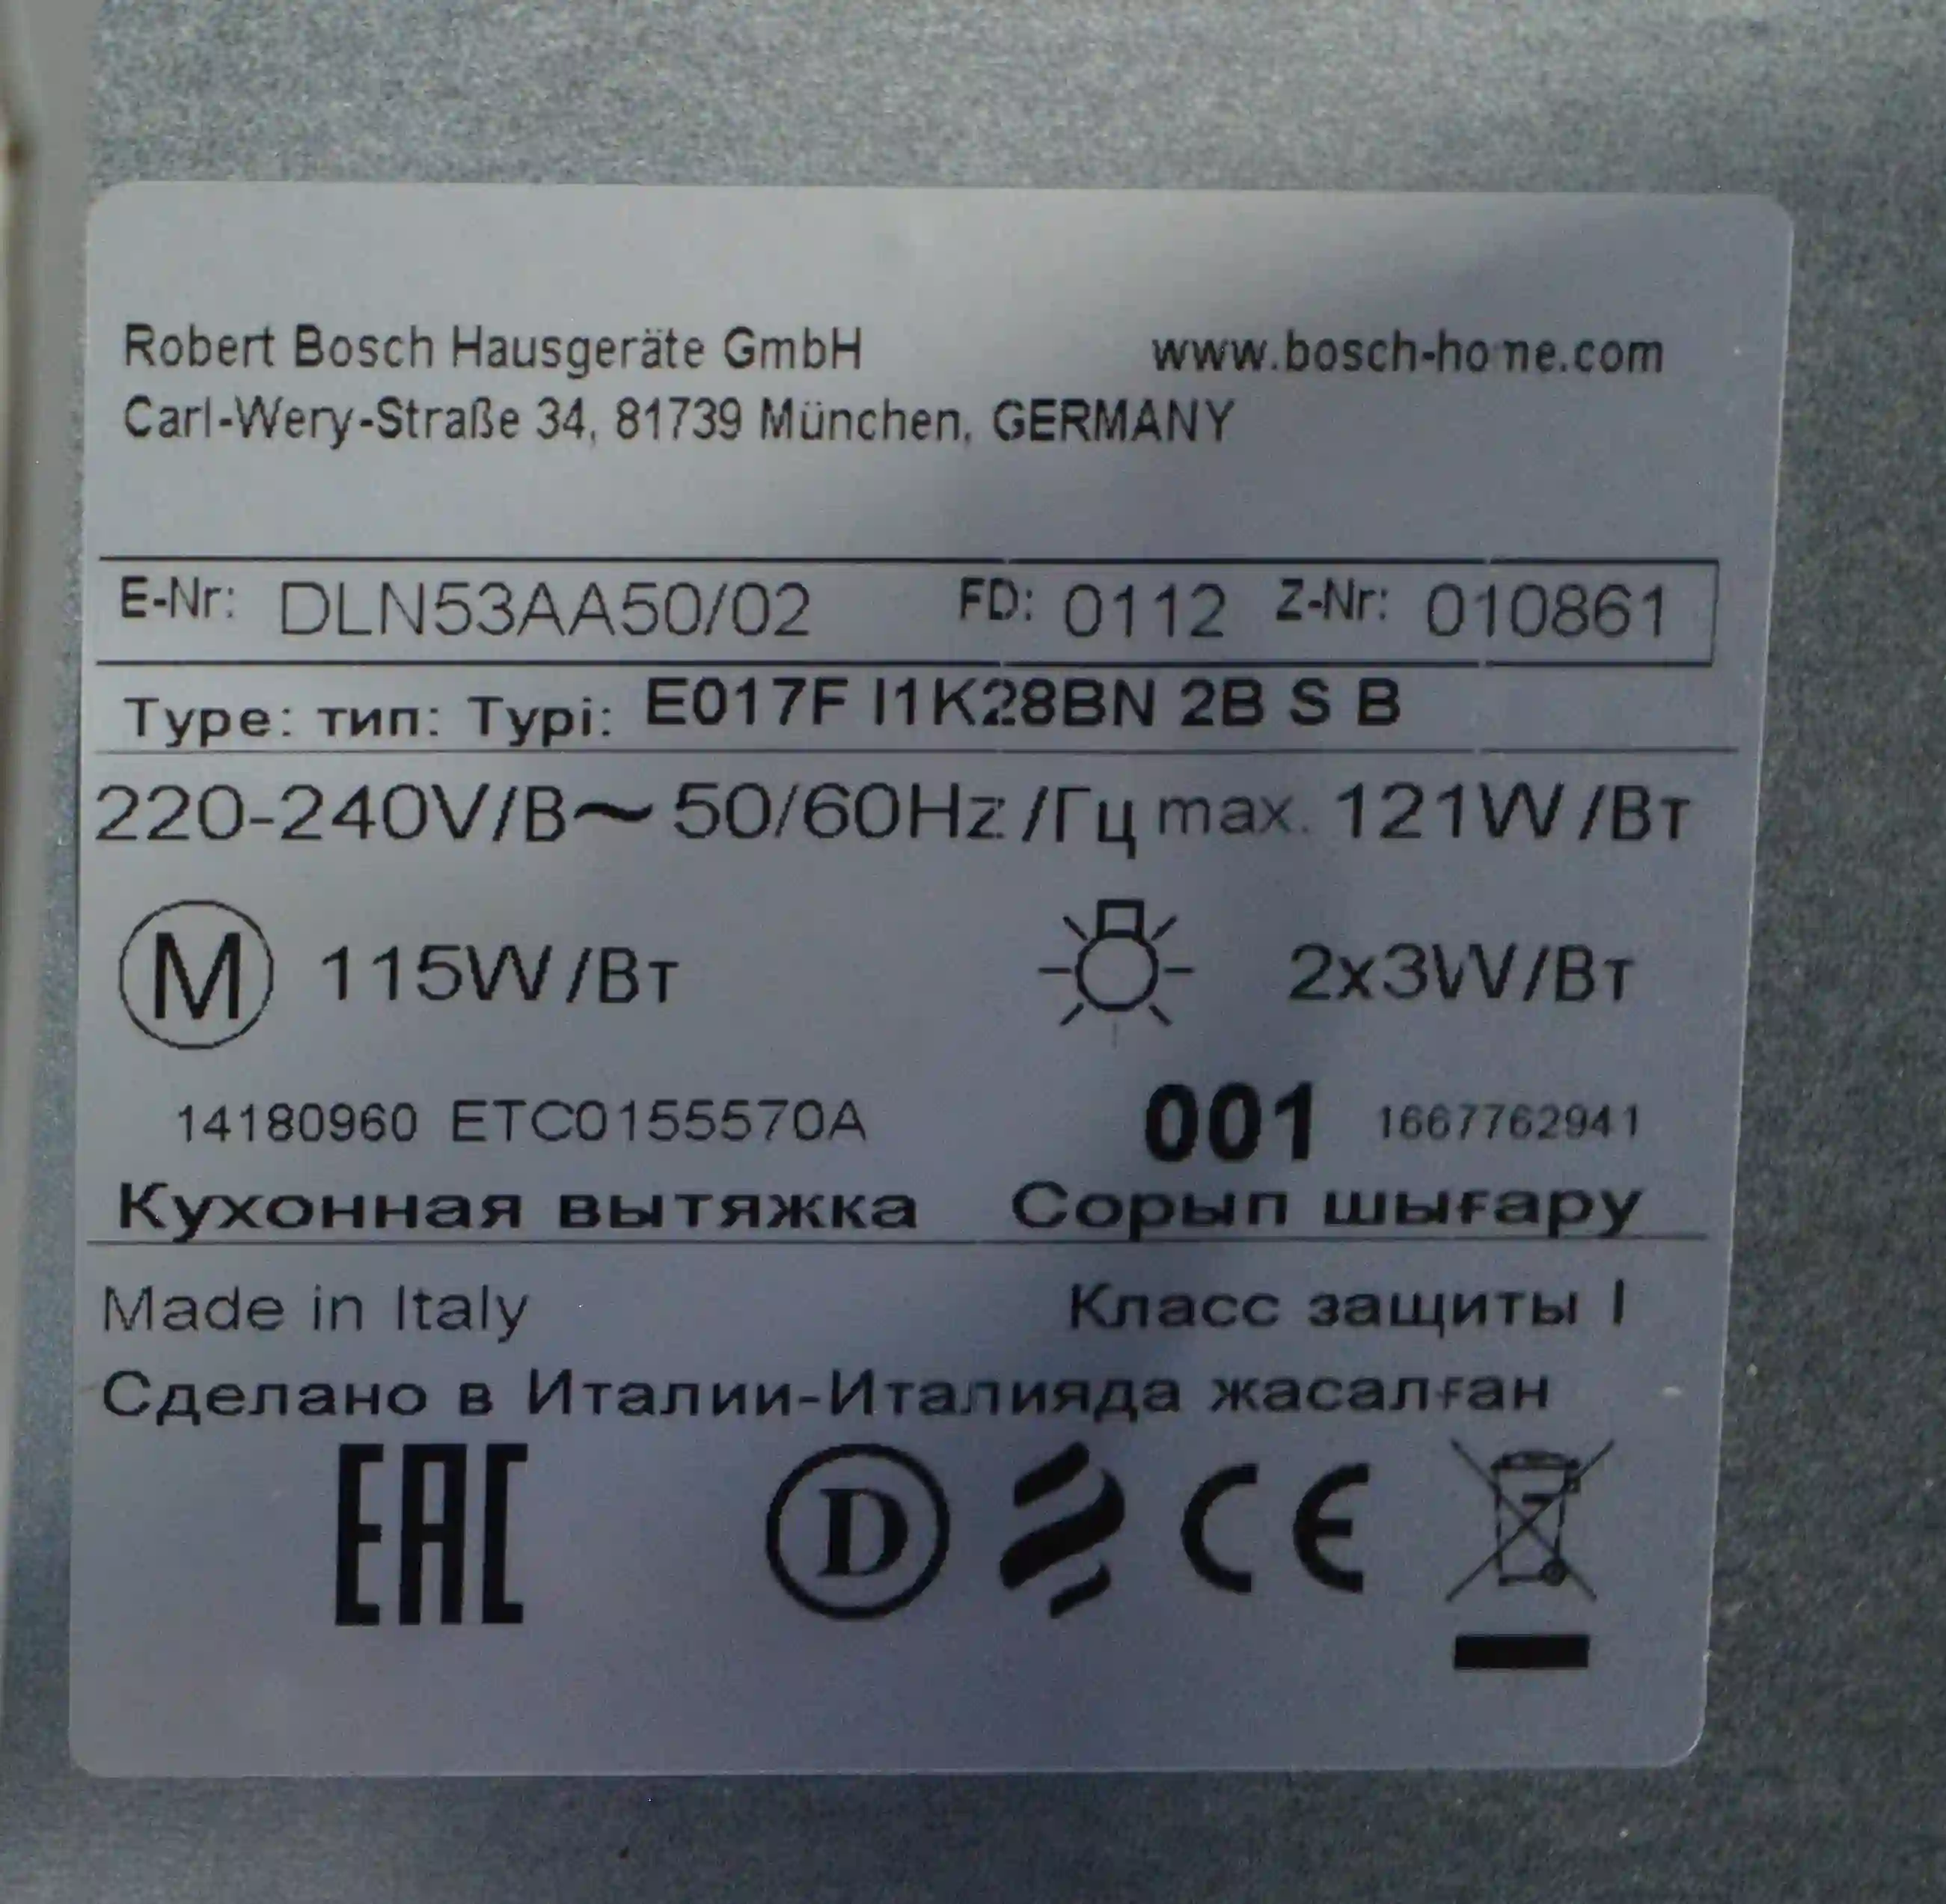 Robert Bosch Hausgeräte GmbH www.bosch-home.com
Carl-Wery-Straße 34, 81739 München, GERMANY
E-Nr: DLN53AA50/02 FD: 0112 Z-Nr: 010861
Type: тип: Typi: E017F I1K28BN 2B S B
220-240V/В~50/60Hz/Гц max. 121W/Вт
M 115W/Вт 2x3W/Вт
14180960 ETC0155570A 001 1667762941
Кухонная вытяжка Сорып шығару
Made in Italy Класс защиты I
Сделано в Италии-Италияда жасалған
EAC D CE